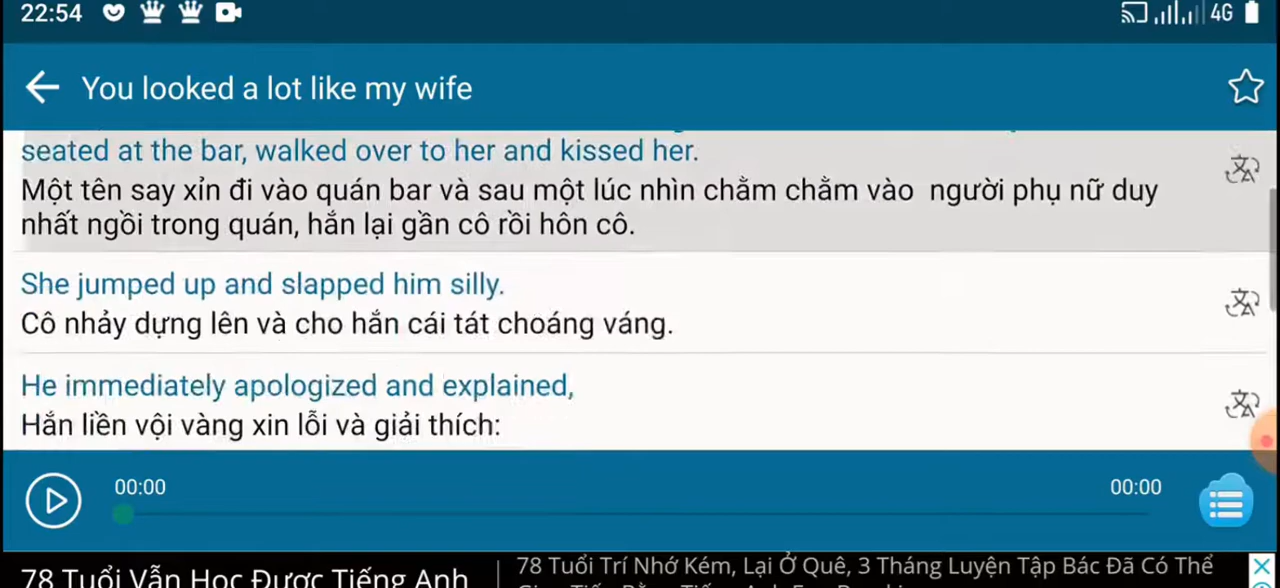 22:54
4G
You looked a lot like my wife
seated at the bar, walked over to her and kissed her.
Một tên say xỉn đi vào quán bar và sau một lúc nhìn chằm chằm vào người phụ nữ duy
nhất ngồi trong quán, hắn lại gần cô rồi hôn cô.
She jumped up and slapped him silly.
Cô nhảy dựng lên và cho hắn cái tát choáng váng.
He immediately apologized and explained,
Hắn liền vội vàng xin lỗi và giải thích:
00:00
00:00
78 Tuổi Vẫn Học Được Tiếng Anh
78 Tuổi Trí Nhớ Kém, Lại Ở Quê, 3 Tháng Luyện Tập Bác Đã Có Thể